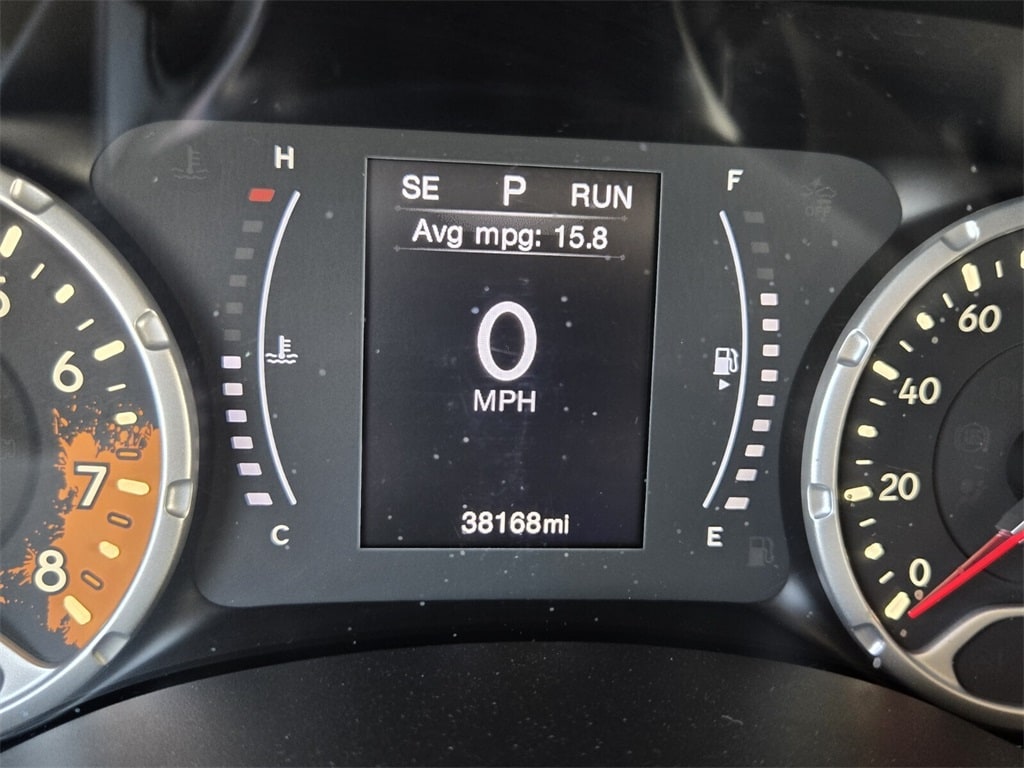 H
SE P RUN
F
Avg mpg: 15.8
0
MPH
38168mi
C
E
6
7
8
60
40
20
0